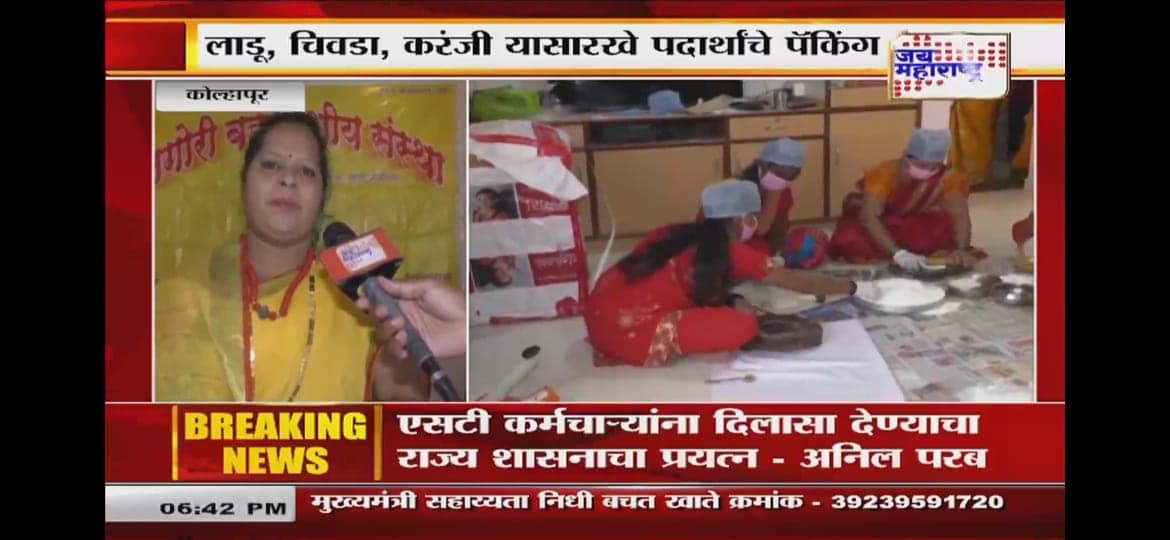 लाडू, चिवडा, करंजी यासारखे पदार्थांचे पॅकिंग
जय
महाराष्ट्र
कोल्हापूर
संस्था
BREAKING
NEWS
एसटी कर्मचाऱ्यांना दिलासा देण्याचा
राज्य शासनाचा प्रयत्न - अनिल परब
06:42 PM
मुख्यमंत्री सहाय्यता निधी बचत खाते क्रमांक - 39239591720